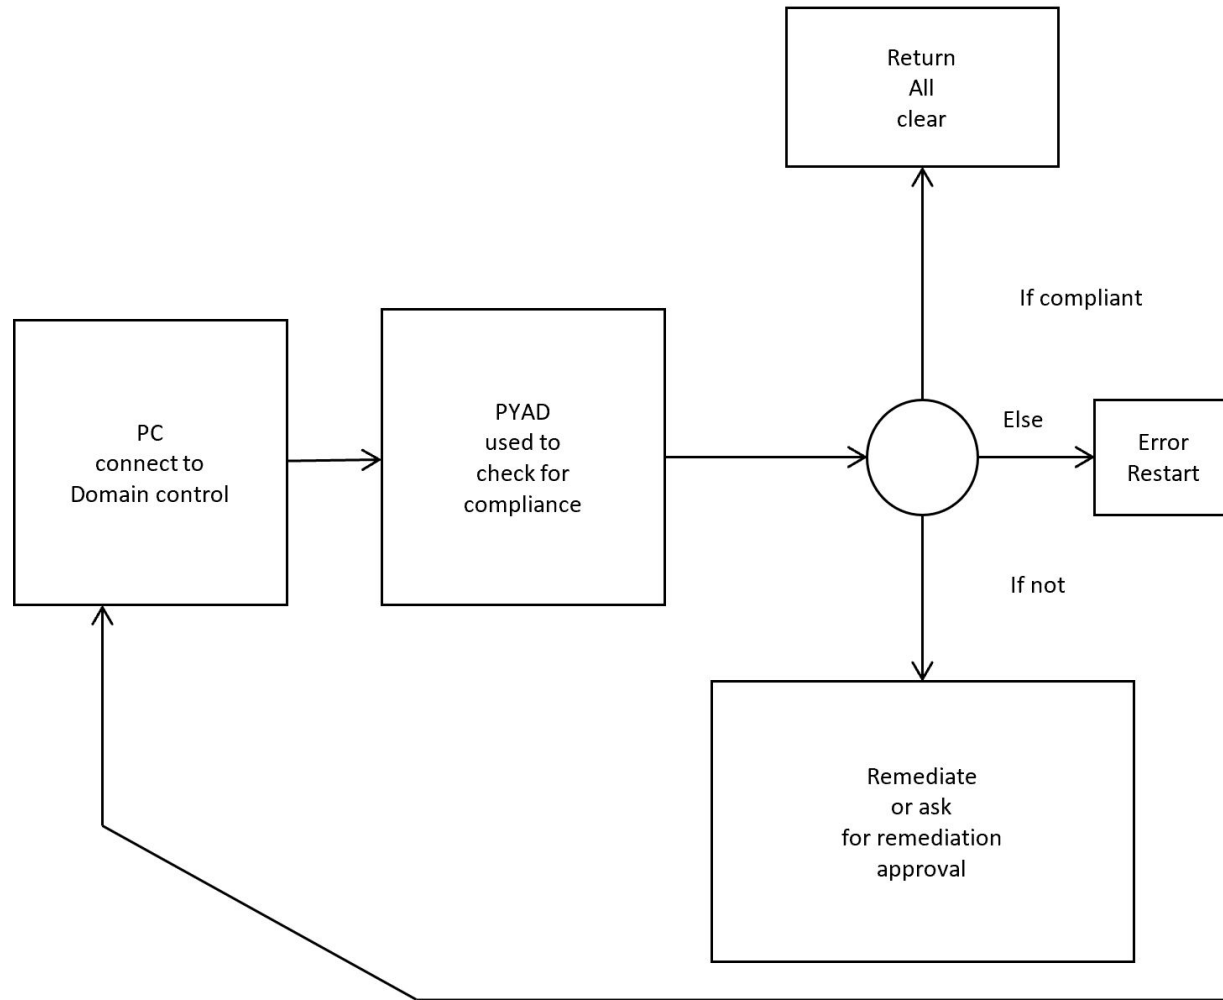 Return
All
clear
If compliant
PC
connect to
Domain control
PYAD
used to
check for
compliance
Else
Error
Restart
If not
Remediate
or ask
for remediation
approval